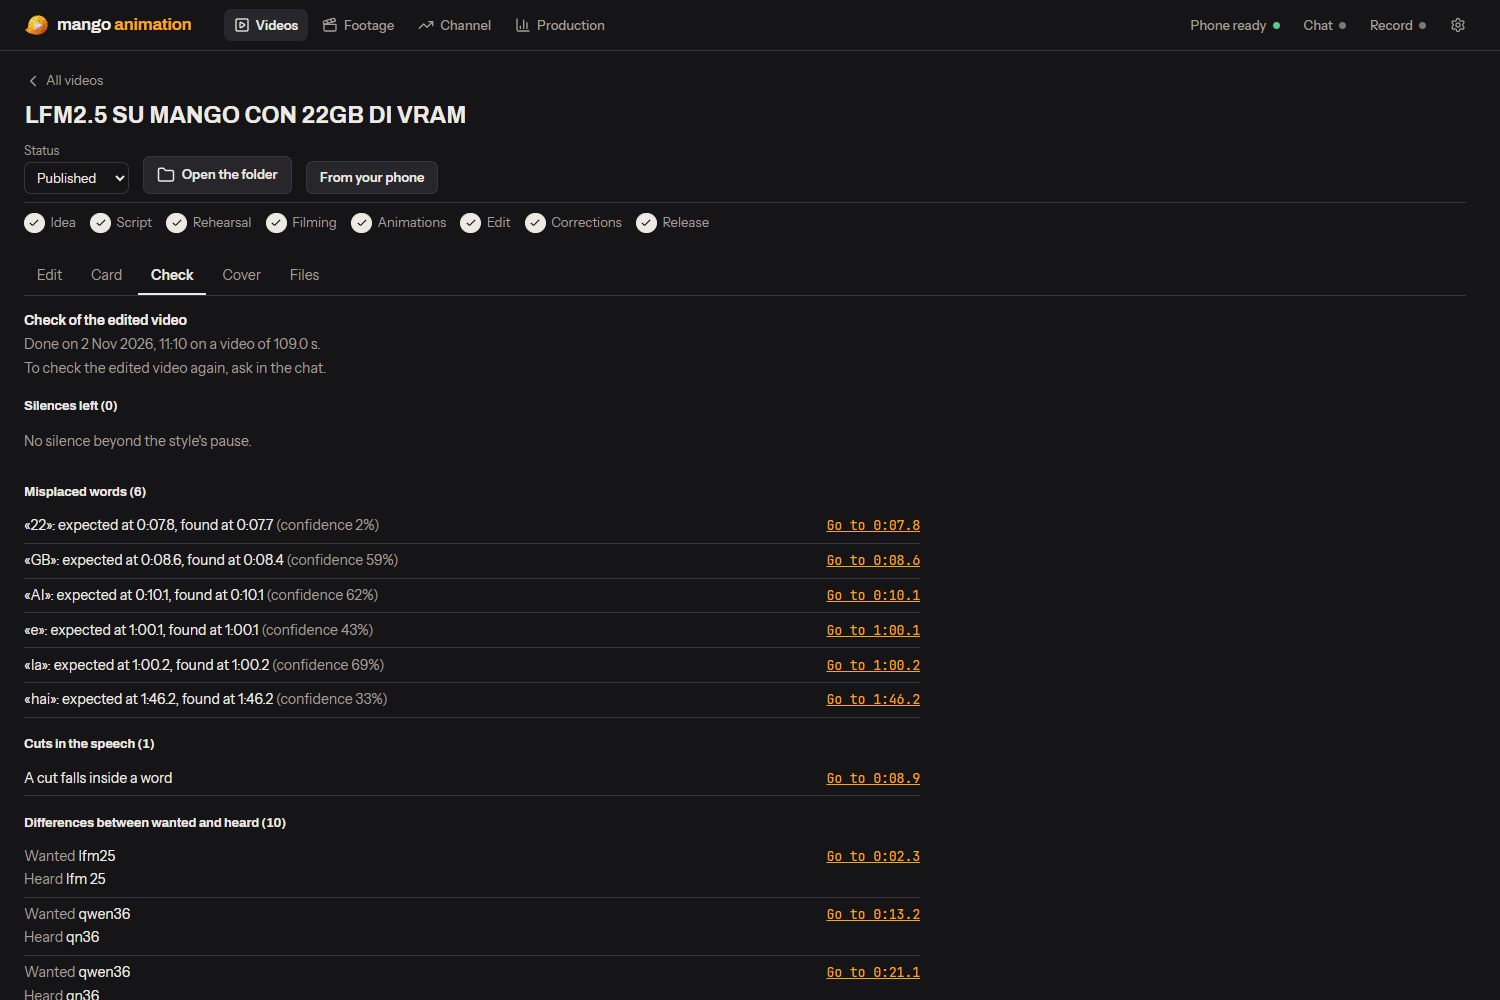 mango animation
Videos
Footage
Channel
Production
Phone ready
Chat
Record
All videos
LFM2.5 SU MANGO CON 22GB DI VRAM
Status
Published
Open the folder
From your phone
Idea
Script
Rehearsal
Filming
Animations
Edit
Corrections
Release
Edit
Card
Check
Cover
Files
Check of the edited video
Done on 2 Nov 2026, 11:10 on a video of 109.0 s.
To check the edited video again, ask in the chat.
Silences left (0)
No silence beyond the style's pause.
Misplaced words (6)
«22»: expected at 0:07.8, found at 0:07.7 (confidence 2%)
Go to 0:07.8
«GB»: expected at 0:08.6, found at 0:08.4 (confidence 59%)
Go to 0:08.6
«AI»: expected at 0:10.1, found at 0:10.1 (confidence 62%)
Go to 0:10.1
«e»: expected at 1:00.1, found at 1:00.1 (confidence 43%)
Go to 1:00.1
«la»: expected at 1:00.2, found at 1:00.2 (confidence 69%)
Go to 1:00.2
«hai»: expected at 1:46.2, found at 1:46.2 (confidence 33%)
Go to 1:46.2
Cuts in the speech (1)
A cut falls inside a word
Go to 0:08.9
Differences between wanted and heard (10)
Wanted lfm25
Go to 0:02.3
Heard lfm 25
Wanted qwen36
Go to 0:13.2
Heard qn36
Wanted qwen36
Go to 0:21.1
Heard qn36